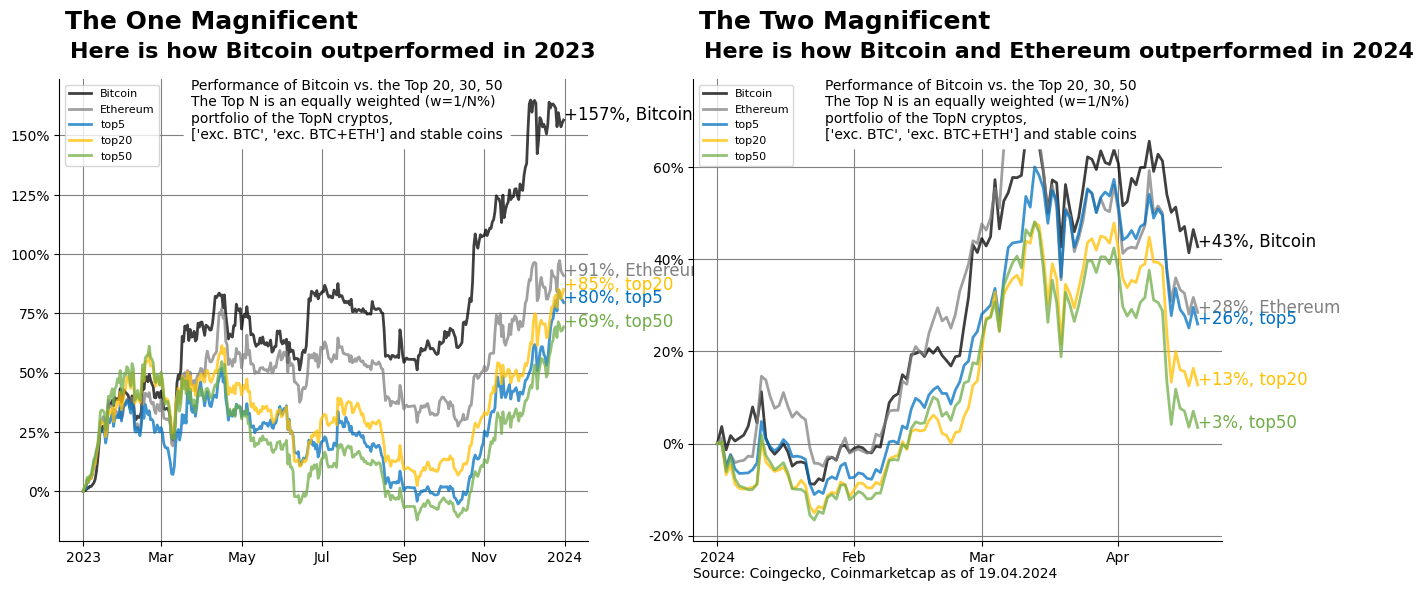 The One Magnificent
Here is how Bitcoin outperformed in 2023
Bitcoin
Ethereum
top5
top20
top50
Performance of Bitcoin vs. the Top 20, 30, 50
The Top N is an equally weighted (w=1/N%)
portfolio of the TopN cryptos,
['exc. BTC', 'exc. BTC+ETH'] and stable coins
150%
125%
100%
75%
50%
25%
0%
+157%, Bitcoin
+91%, Ethereum
+85%, top20
+80%, top5
+69%, top50
2023 Mar May Jul Sep Nov 2024
The Two Magnificent
Here is how Bitcoin and Ethereum outperformed in 2024
Bitcoin
Ethereum
top5
top20
top50
Performance of Bitcoin vs. the Top 20, 30, 50
The Top N is an equally weighted (w=1/N%)
portfolio of the TopN cryptos,
['exc. BTC', 'exc. BTC+ETH'] and stable coins
60%
40%
20%
0%
-20%
+43%, Bitcoin
+28%, Ethereum
+26%, top5
+13%, top20
+3%, top50
2024 Feb Mar Apr
Source: Coingecko, Coinmarketcap as of 19.04.2024